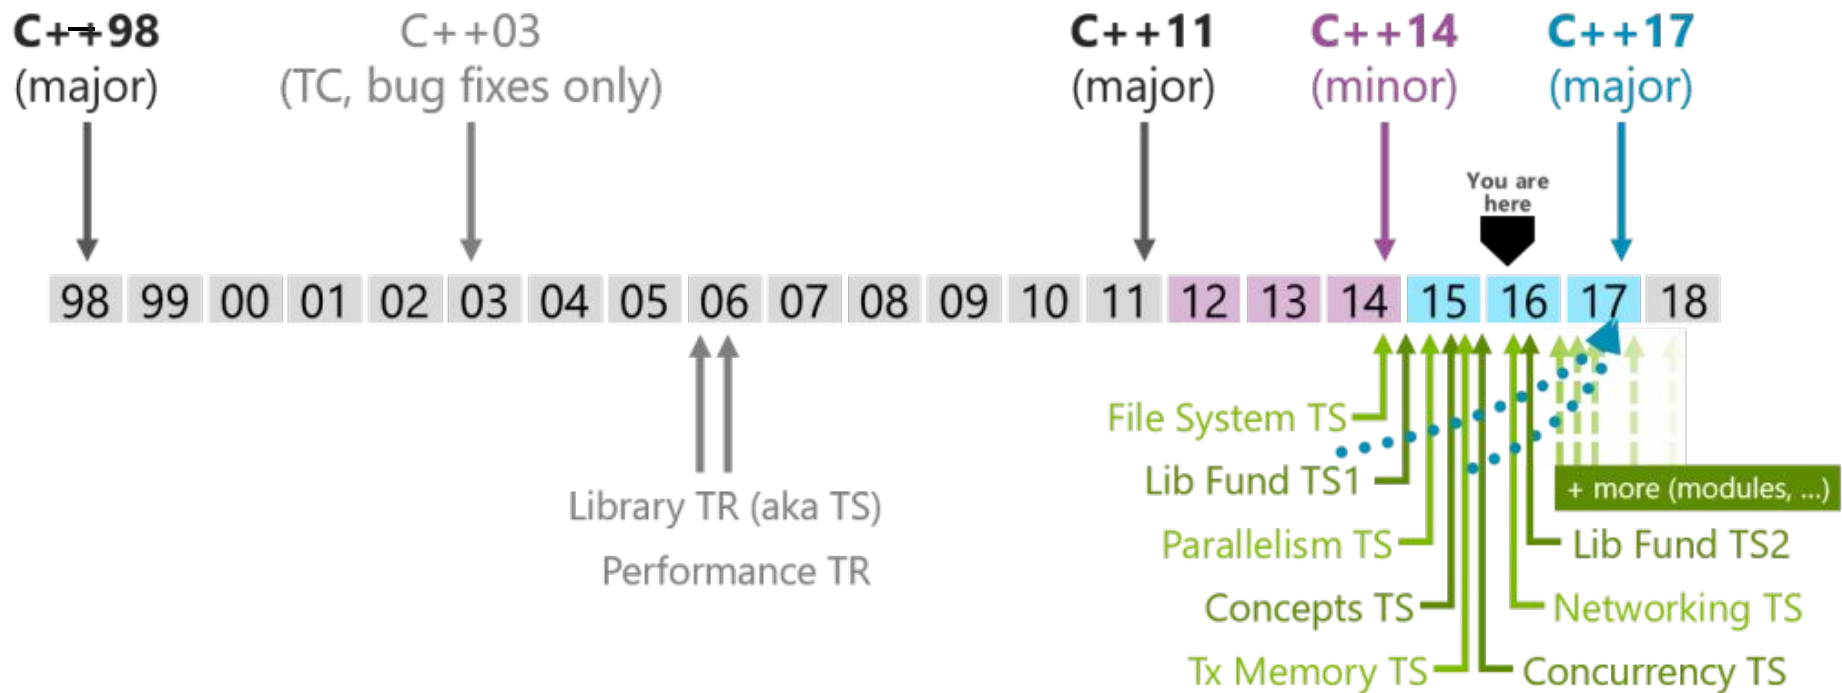 C++98
(major)
C++03
(TC, bug fixes only)
C++11
(major)
C++14
(minor)
C++17
(major)
You are
here
98 99 00 01 02 03 04 05 06 07 08 09 10 11 12 13 14 15 16 17 18
Library TR (aka TS)
Performance TR
File System TS
Lib Fund TS1
Parallelism TS
Concepts TS
Tx Memory TS
+ more (modules, ...)
Lib Fund TS2
Networking TS
Concurrency TS